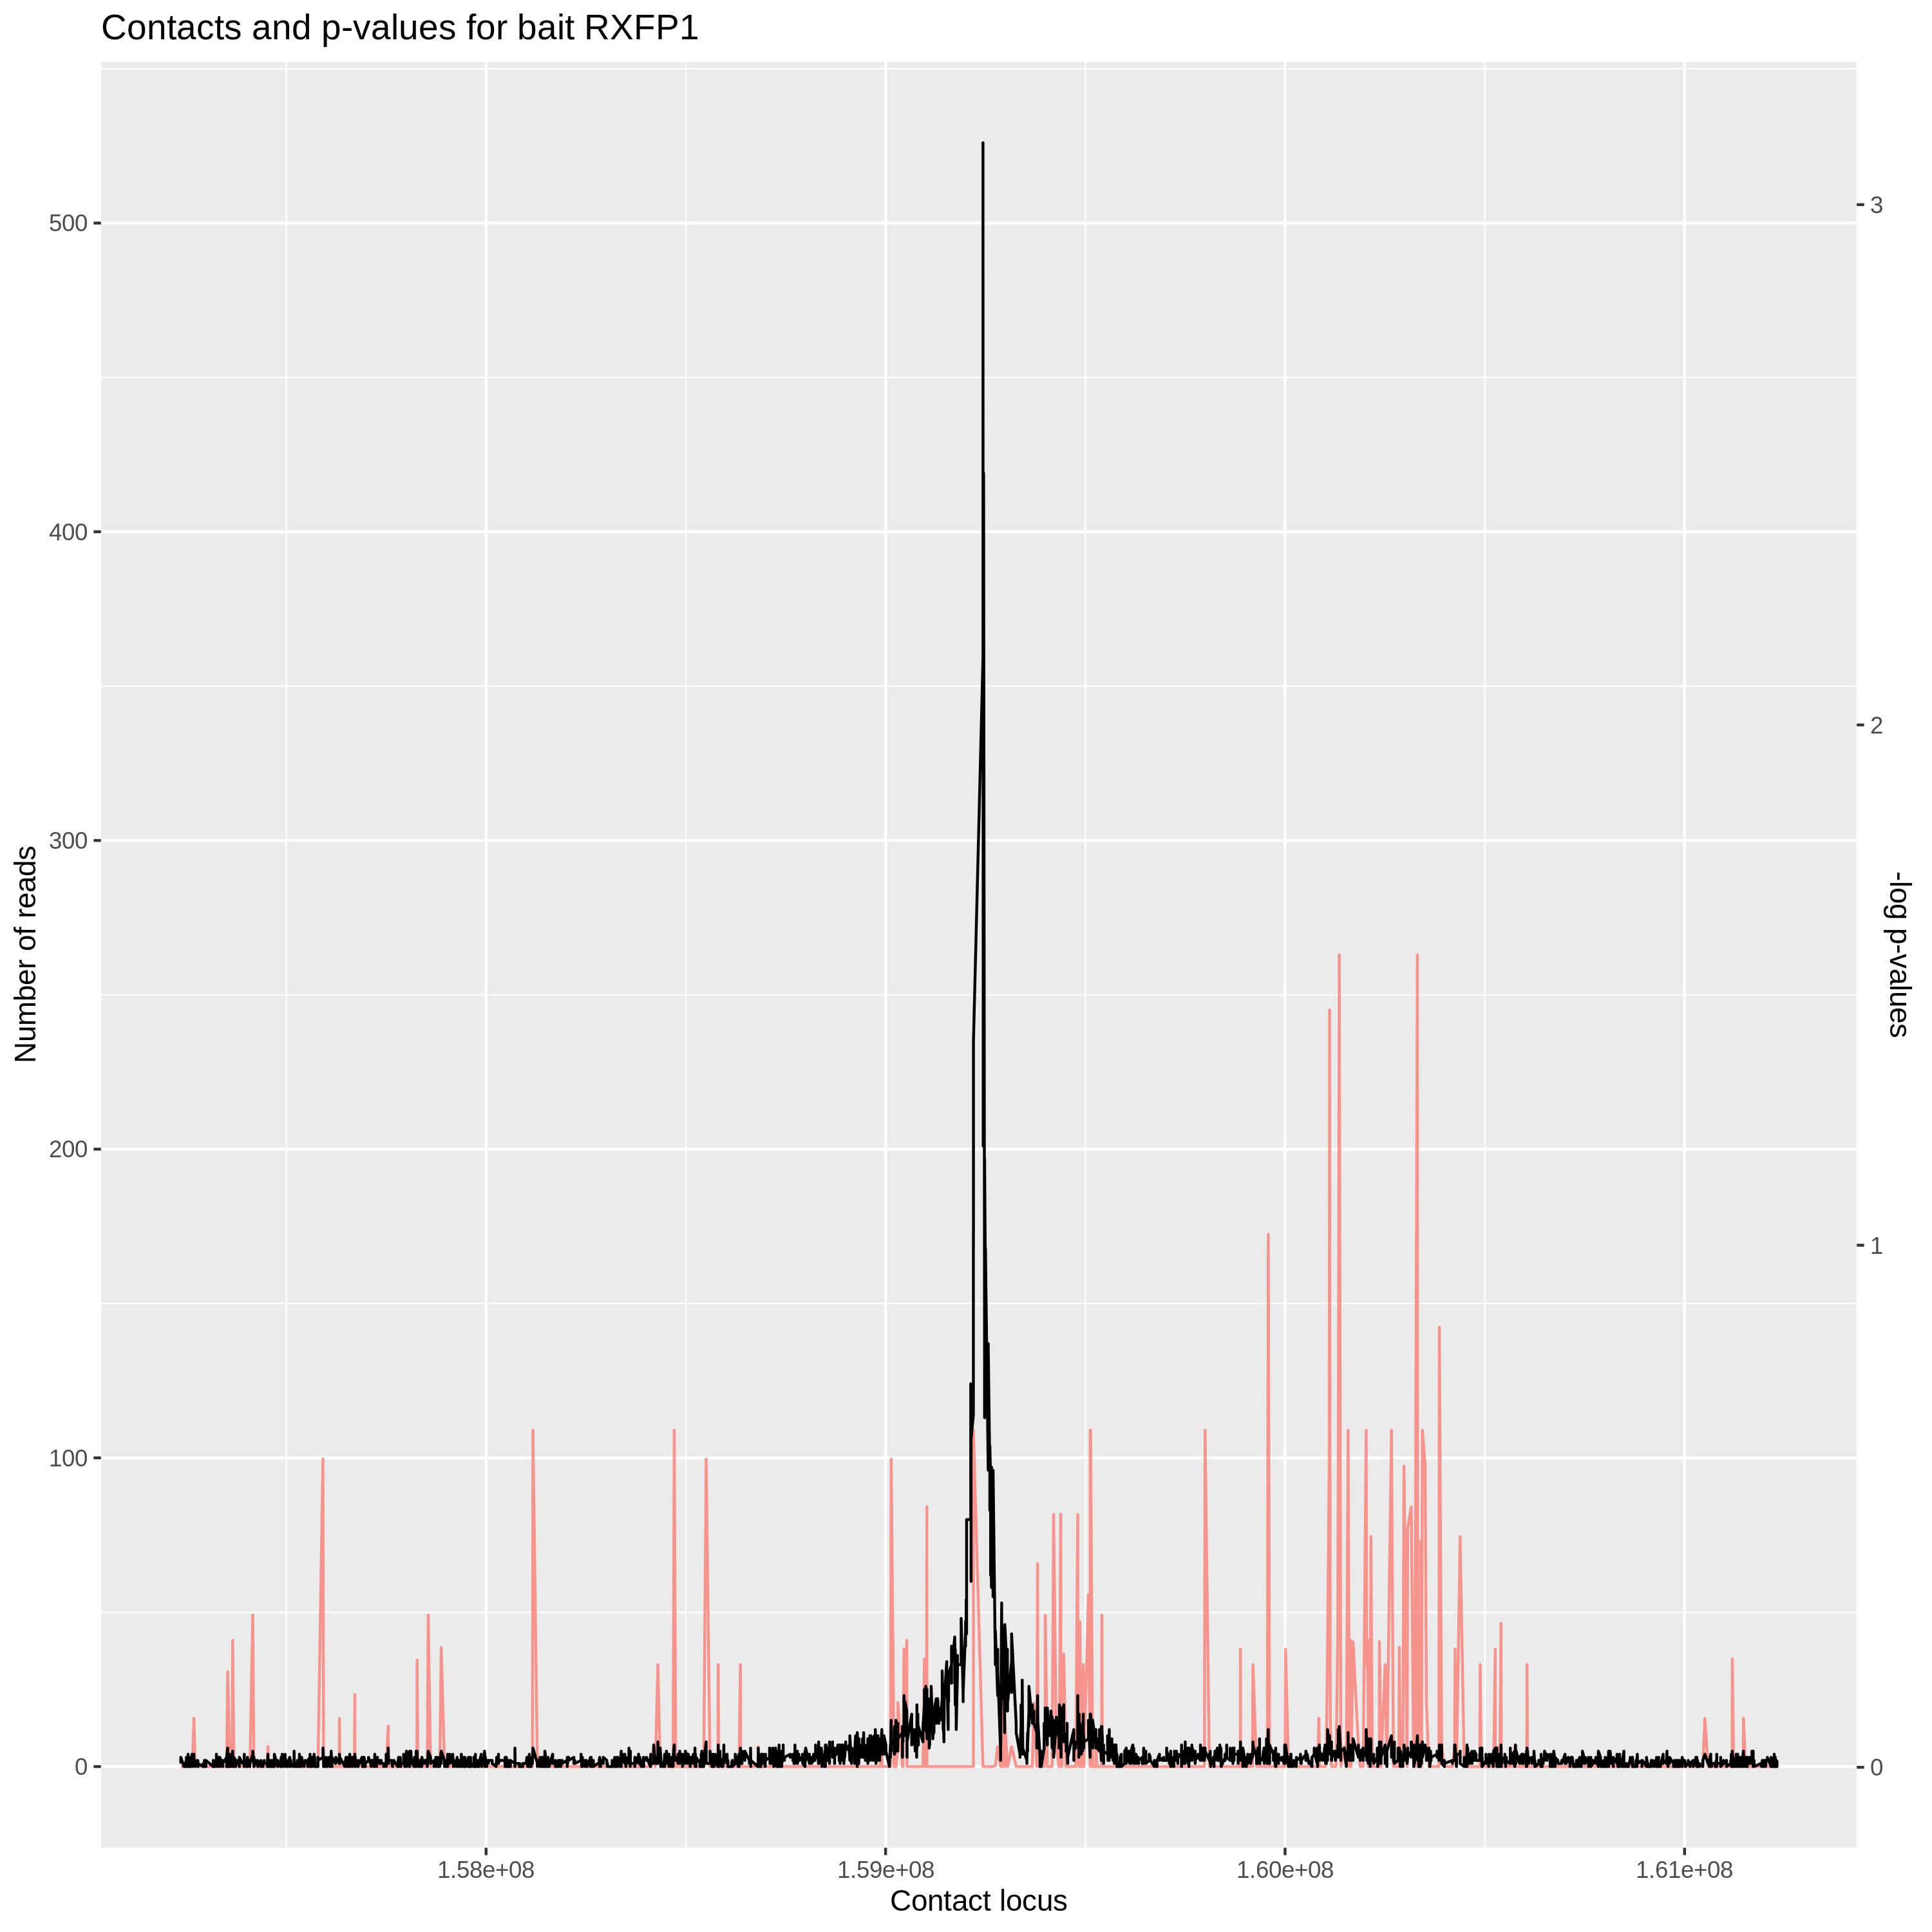 Contacts and p-values for bait RXFP1
500
400
300
200
100
0
Number of reads
3
2
1
0
-log p-values
1.58e+08
1.59e+08
1.60e+08
1.61e+08
Contact locus